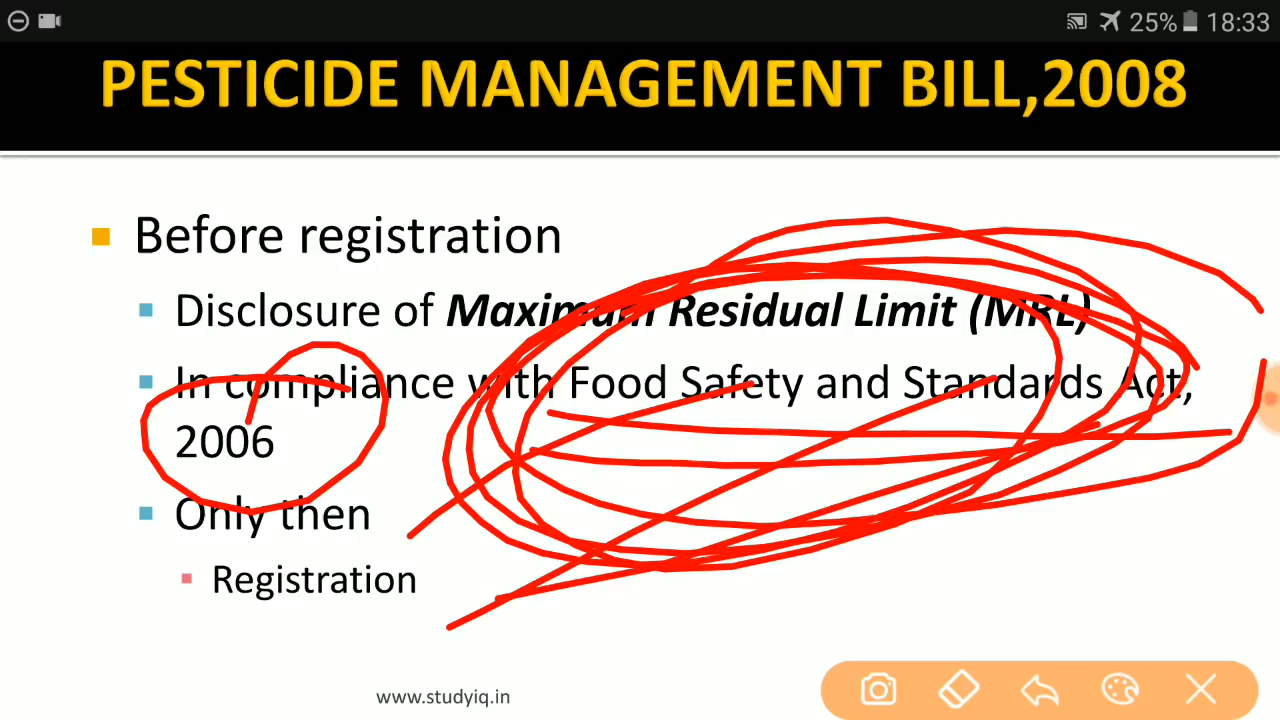 25% 18:33
PESTICIDE MANAGEMENT BILL,2008
Before registration
Disclosure of Maximum Residual Limit (MRL)
In compliance with Food Safety and Standards Act,
2006
Only then
Registration
www.studyiq.in